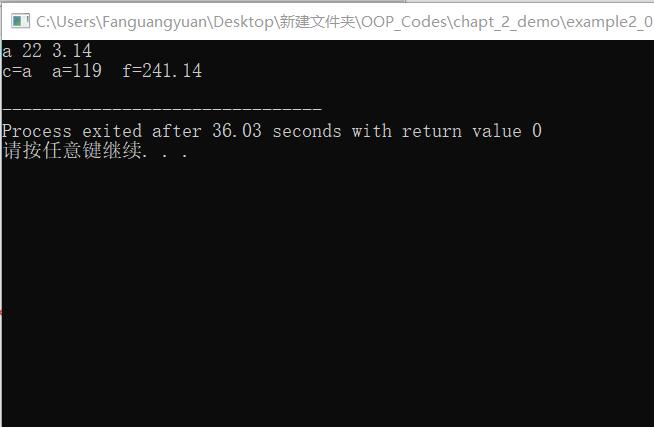 C:\Users\Fanguangyuan\Desktop\新建文件夹\OOP_Codes\chapt_2_demo\example2_0
a 22 3.14
c=a  a=119  f=241.14
--------------------------------
Process exited after 36.03 seconds with return value 0
请按任意键继续. . .